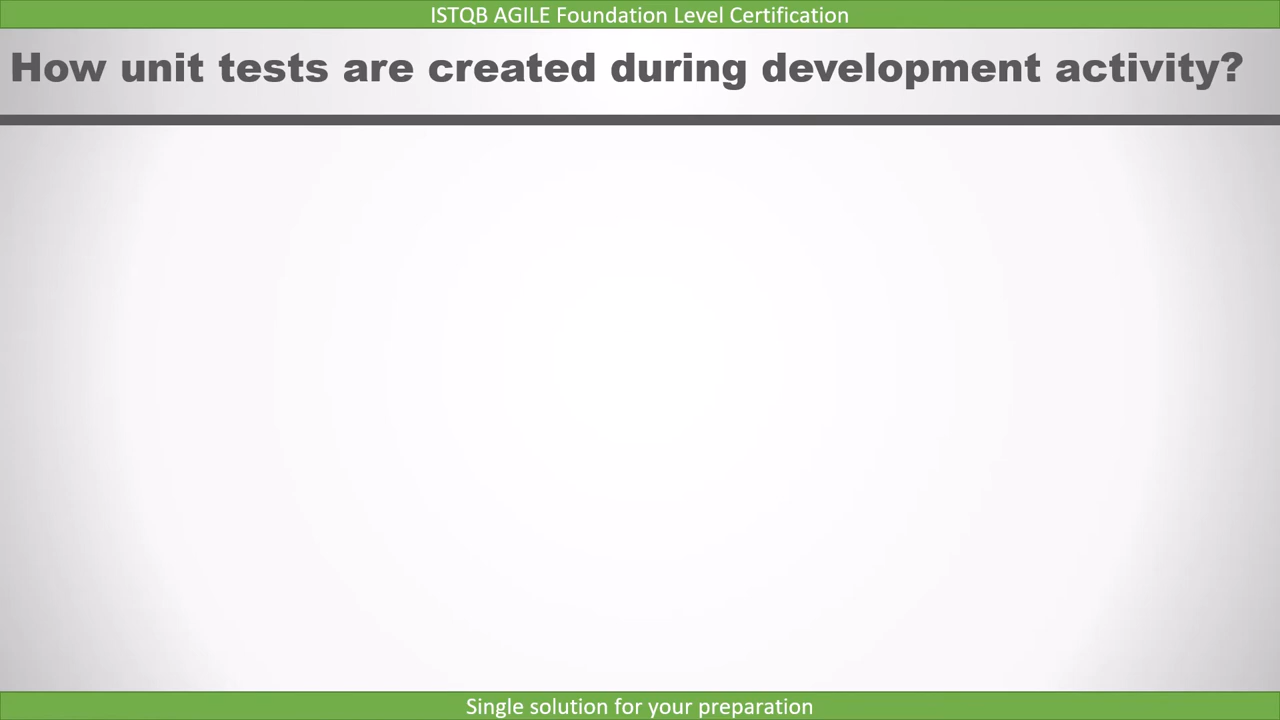 ISTQB AGILE Foundation Level Certification
How unit tests are created during development activity?
Single solution for your preparation